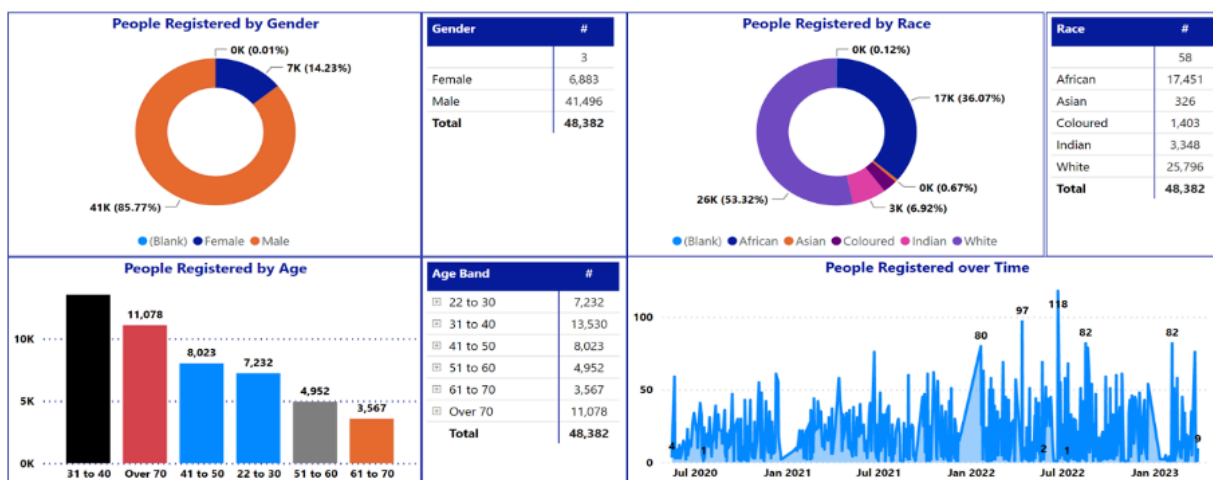 People Registered by Gender
0K (0.01%)
7K (14.23%)
41K (85.77%)
(Blank) Female Male
Gender #
3
Female 6,883
Male 41,496
Total 48,382
People Registered by Race
0K (0.12%)
17K (36.07%)
0K (0.67%)
3K (6.92%)
26K (53.32%)
(Blank) African Asian Coloured Indian White
Race #
58
African 17,451
Asian 326
Coloured 1,403
Indian 3,348
White 25,796
Total 48,382
People Registered by Age
11,078
10K
8,023
7,232
5K
4,952
3,567
0K
31 to 40 Over 70 41 to 50 22 to 30 51 to 60 61 to 70
Age Band #
22 to 30 7,232
31 to 40 13,530
41 to 50 8,023
51 to 60 4,952
61 to 70 3,567
Over 70 11,078
Total 48,382
People Registered over Time
118
100
97
80 82 82
50
4 1 2 1 9
0
Jul 2020 Jan 2021 Jul 2021 Jan 2022 Jul 2022 Jan 2023